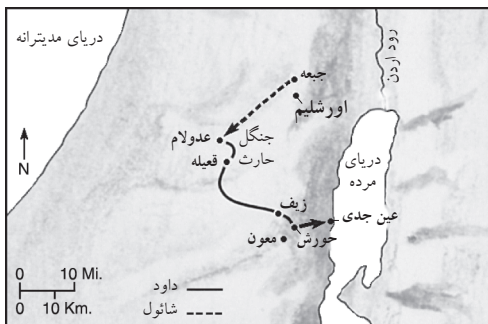 دریای مدیترانه
رود اردن
جبعه
اورشلیم
عدولام
جنگل
حارث
قعیله
دریای
مرده
زیف
عین جدی
حورش
معون
N
0 10 Mi.
0 10 Km.
داود
شائول